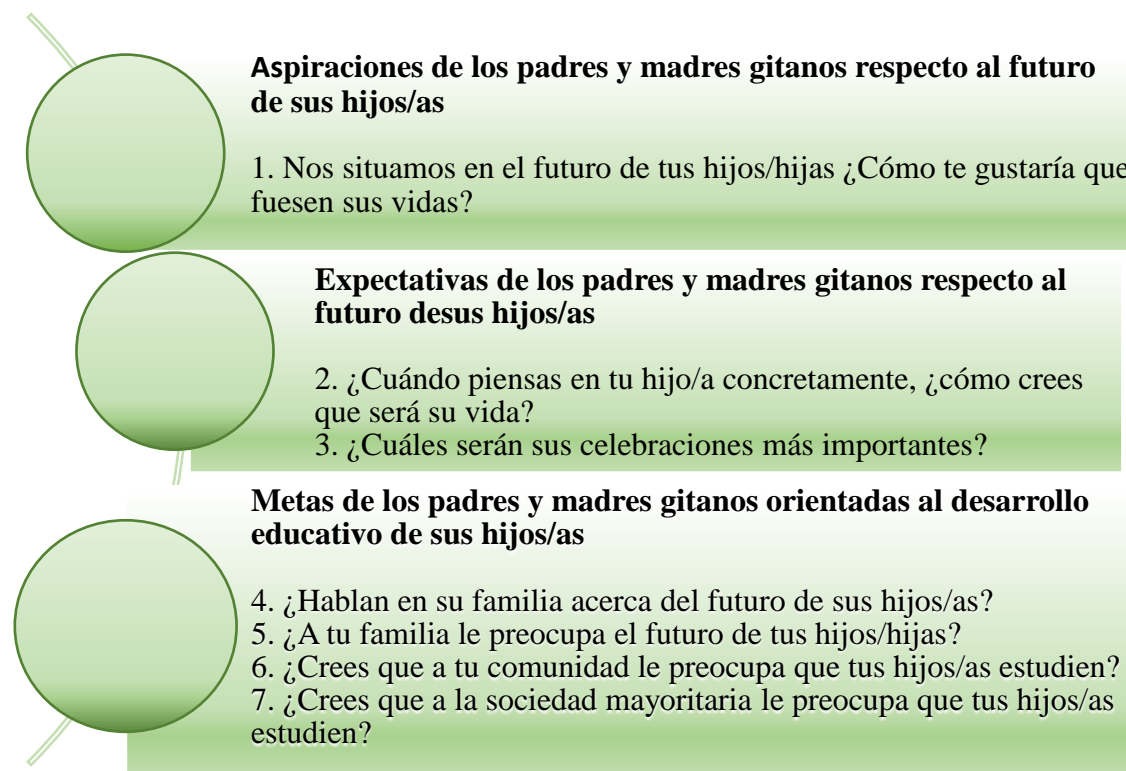 Aspiraciones de los padres y madres gitanos respecto al futuro
de sus hijos/as
1. Nos situamos en el futuro de tus hijos/hijas ¿Cómo te gustaría que
fuesen sus vidas?
Expectativas de los padres y madres gitanos respecto al
futuro desus hijos/as
2. ¿Cuándo piensas en tu hijo/a concretamente, ¿cómo crees
que será su vida?
3. ¿Cuáles serán sus celebraciones más importantes?
Metas de los padres y madres gitanos orientadas al desarrollo
educativo de sus hijos/as
4. ¿Hablan en su familia acerca del futuro de sus hijos/as?
5. ¿A tu familia le preocupa el futuro de tus hijos/hijas?
6. ¿Crees que a tu comunidad le preocupa que tus hijos/as estudien?
7. ¿Crees que a la sociedad mayoritaria le preocupa que tus hijos/as
estudien?